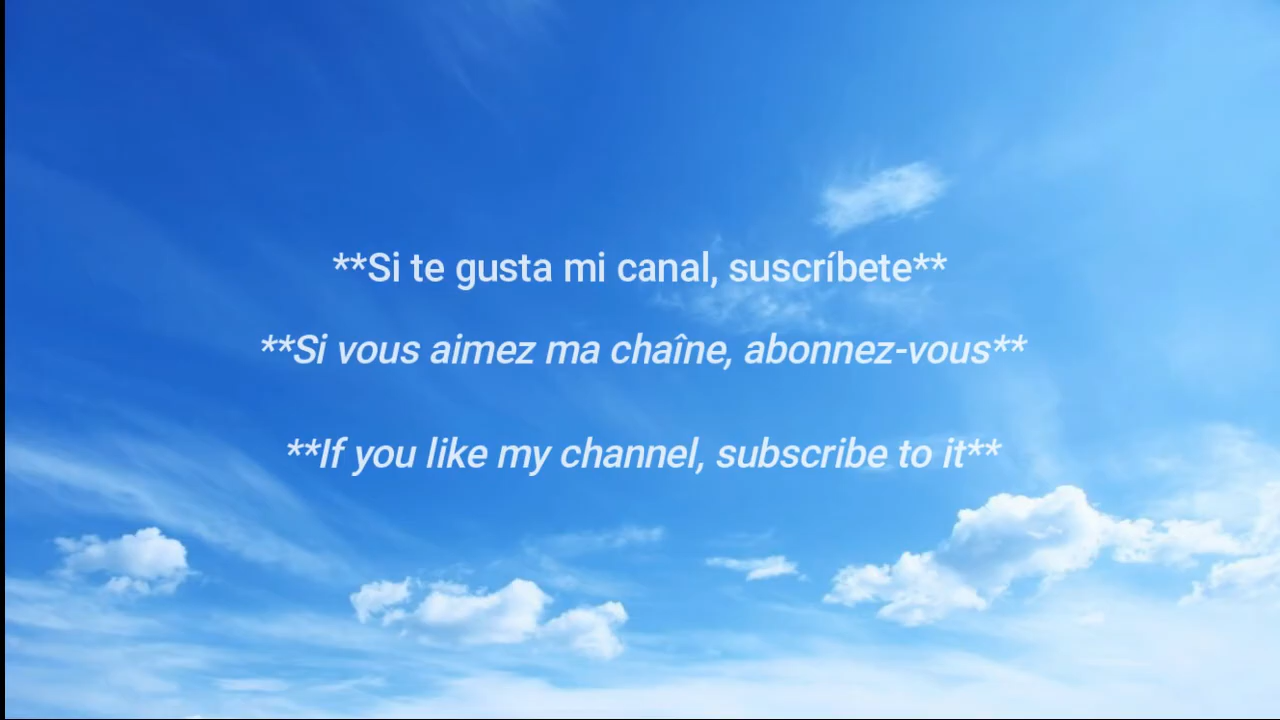 **Si te gusta mi canal, suscríbete**
**Si vous aimez ma chaîne, abonnez-vous**
**If you like my channel, subscribe to it**